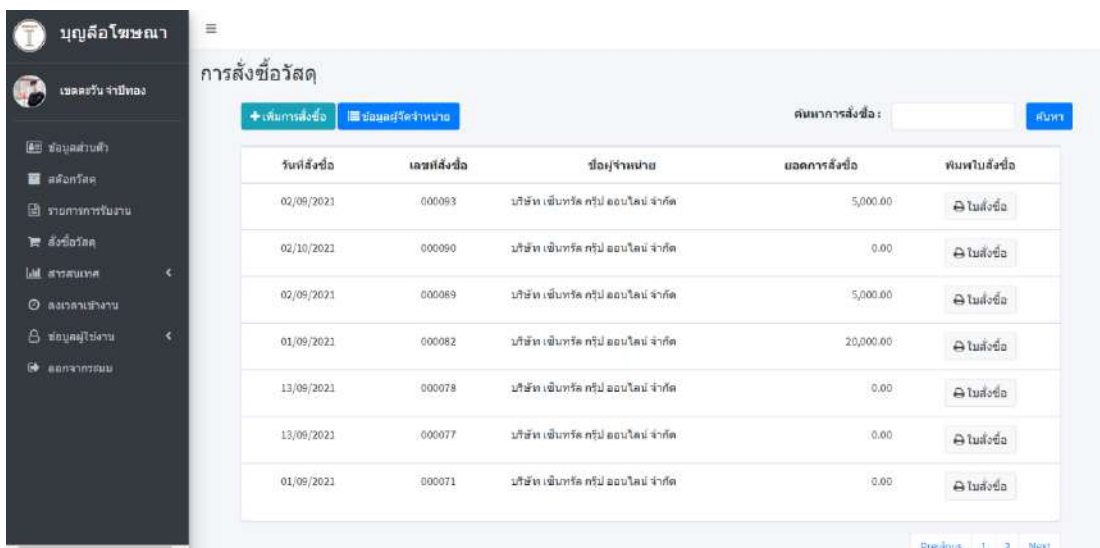 บุญลือโฆษณา
เขตตะวัน จำปีทอง
ข้อมูลส่วนตัว
สต๊อกวัสดุ
รายการการรับงาน
สั่งซื้อวัสดุ
สารสนเทศ
ลงเวลาเข้างาน
ข้อมูลผู้ใช้งาน
ออกจากระบบ
การสั่งซื้อวัสดุ
เพิ่มการสั่งซื้อ ข้อมูลผู้จัดจำหน่าย ค้นหาการสั่งซื้อ : ค้นหา
วันที่สั่งซื้อ เลขที่สั่งซื้อ ชื่อผู้จำหน่าย ยอดการสั่งซื้อ พิมพ์ใบสั่งซื้อ
02/09/2021 000093 บริษัท เซ็นทรัล กรุ๊ป ออนไลน์ จำกัด 5,000.00 ใบสั่งซื้อ
02/10/2021 000090 บริษัท เซ็นทรัล กรุ๊ป ออนไลน์ จำกัด 0.00 ใบสั่งซื้อ
02/09/2021 000089 บริษัท เซ็นทรัล กรุ๊ป ออนไลน์ จำกัด 5,000.00 ใบสั่งซื้อ
01/09/2021 000082 บริษัท เซ็นทรัล กรุ๊ป ออนไลน์ จำกัด 20,000.00 ใบสั่งซื้อ
13/09/2021 000078 บริษัท เซ็นทรัล กรุ๊ป ออนไลน์ จำกัด 0.00 ใบสั่งซื้อ
13/09/2021 000077 บริษัท เซ็นทรัล กรุ๊ป ออนไลน์ จำกัด 0.00 ใบสั่งซื้อ
01/09/2021 000071 บริษัท เซ็นทรัล กรุ๊ป ออนไลน์ จำกัด 0.00 ใบสั่งซื้อ
Previous 1 2 Next